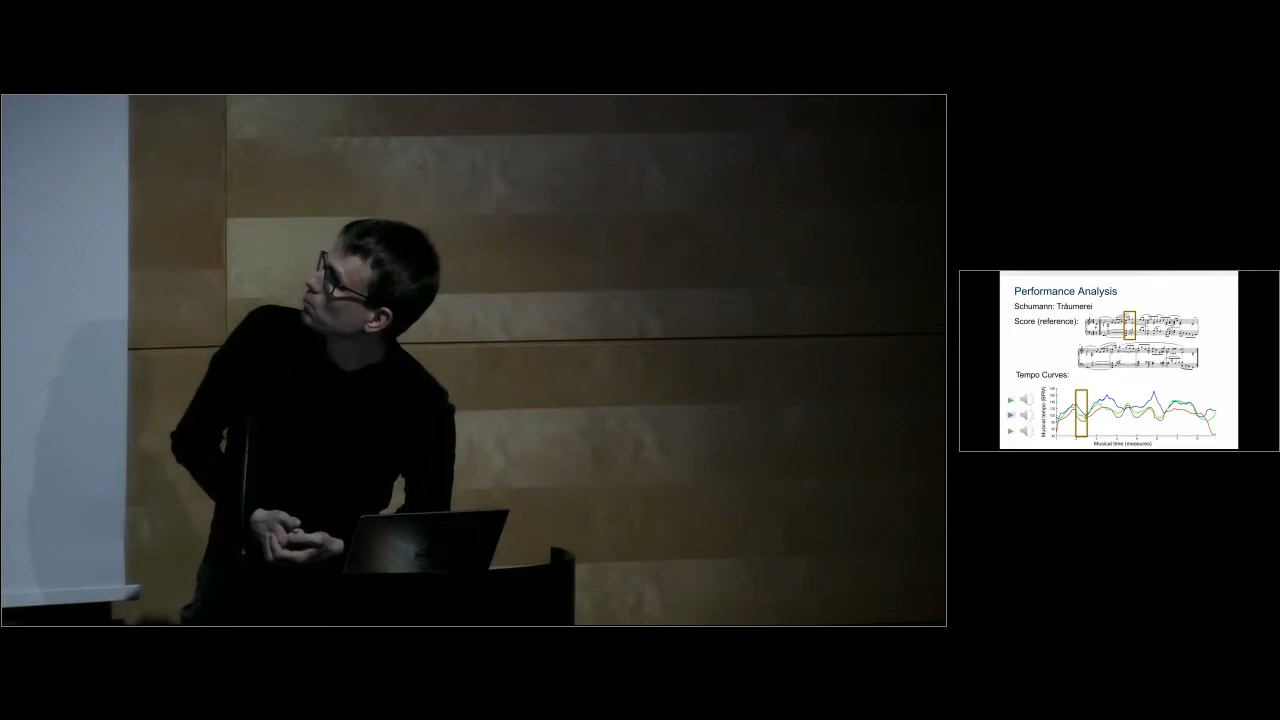 Performance Analysis
Schumann: Träumerei
Score (reference):
Tempo Curves:
Musical tempo (BPM)
Musical time (measures)